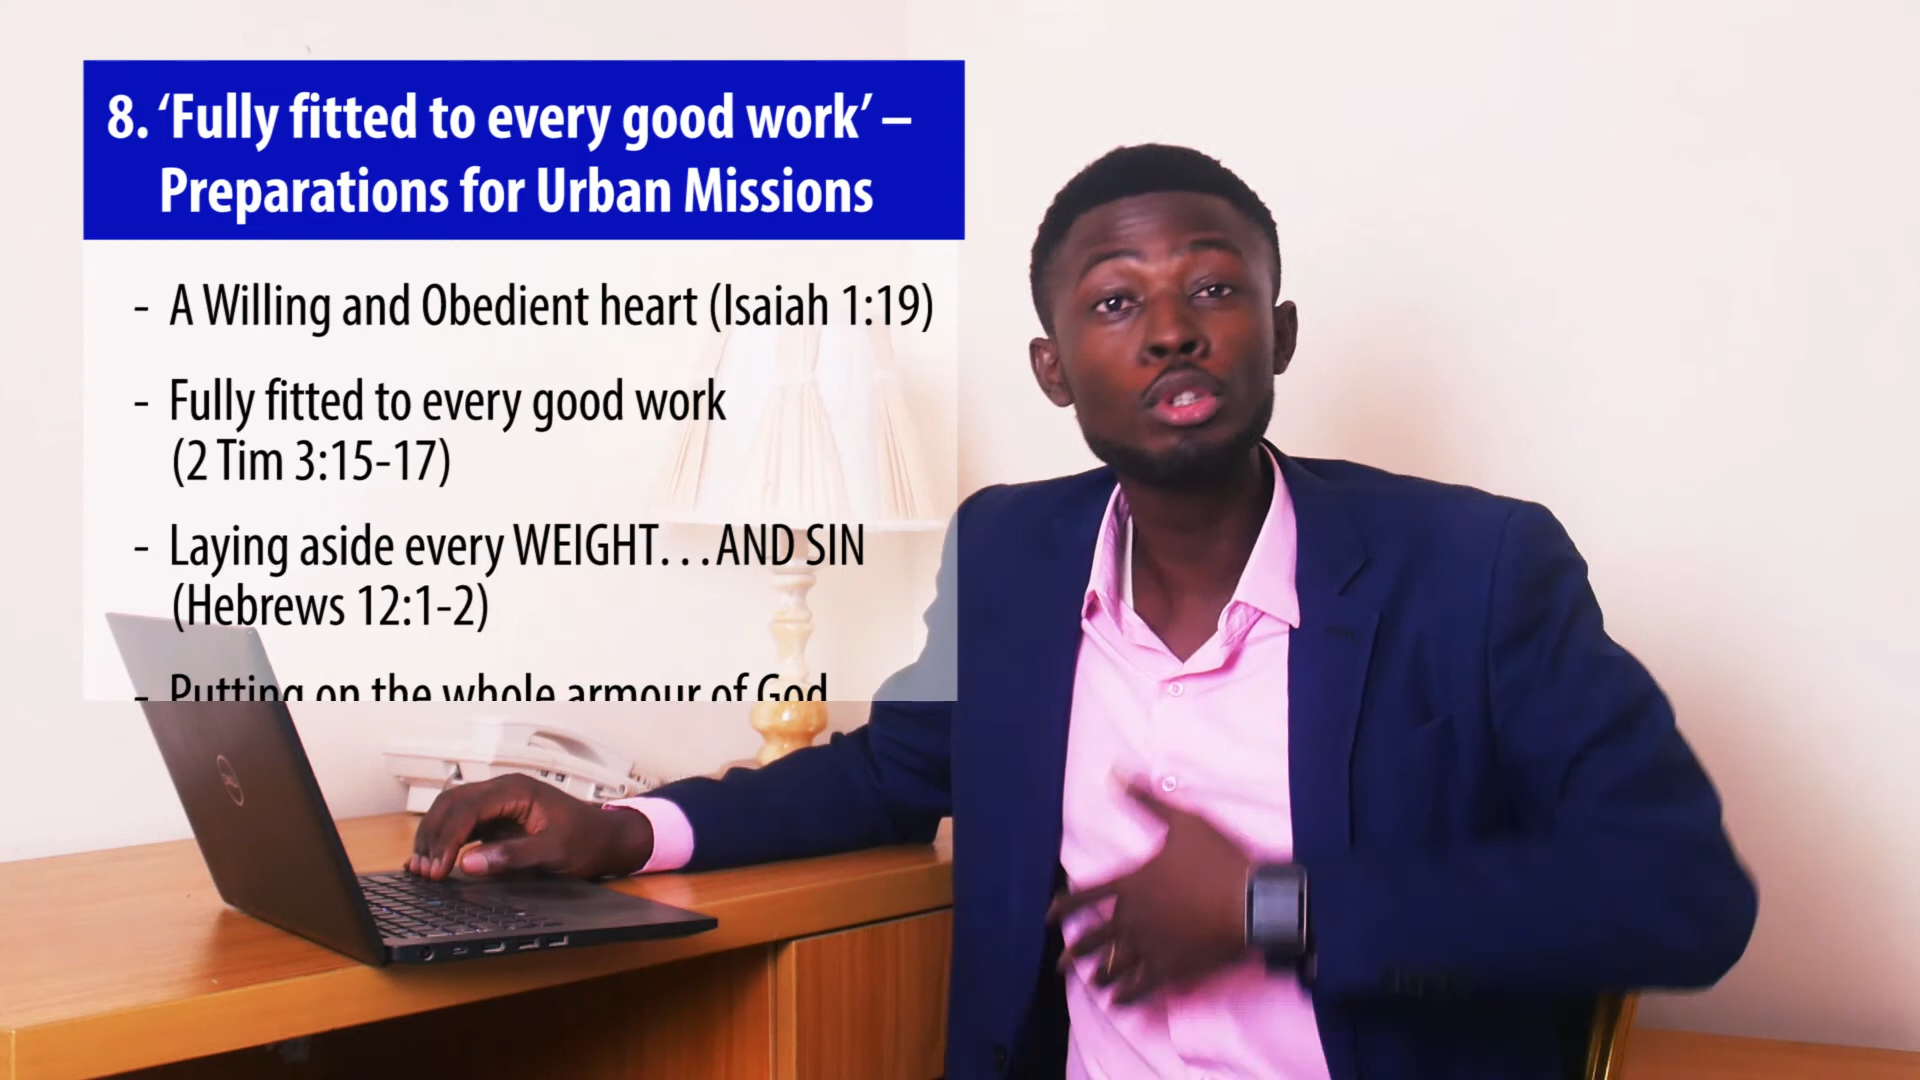 8. ‘Fully fitted to every good work’ –
Preparations for Urban Missions
- A Willing and Obedient heart (Isaiah 1:19)
- Fully fitted to every good work
(2 Tim 3:15-17)
- Laying aside every WEIGHT. . . AND SIN
(Hebrews 12:1-2)
- Putting on the whole armour of God
DELL